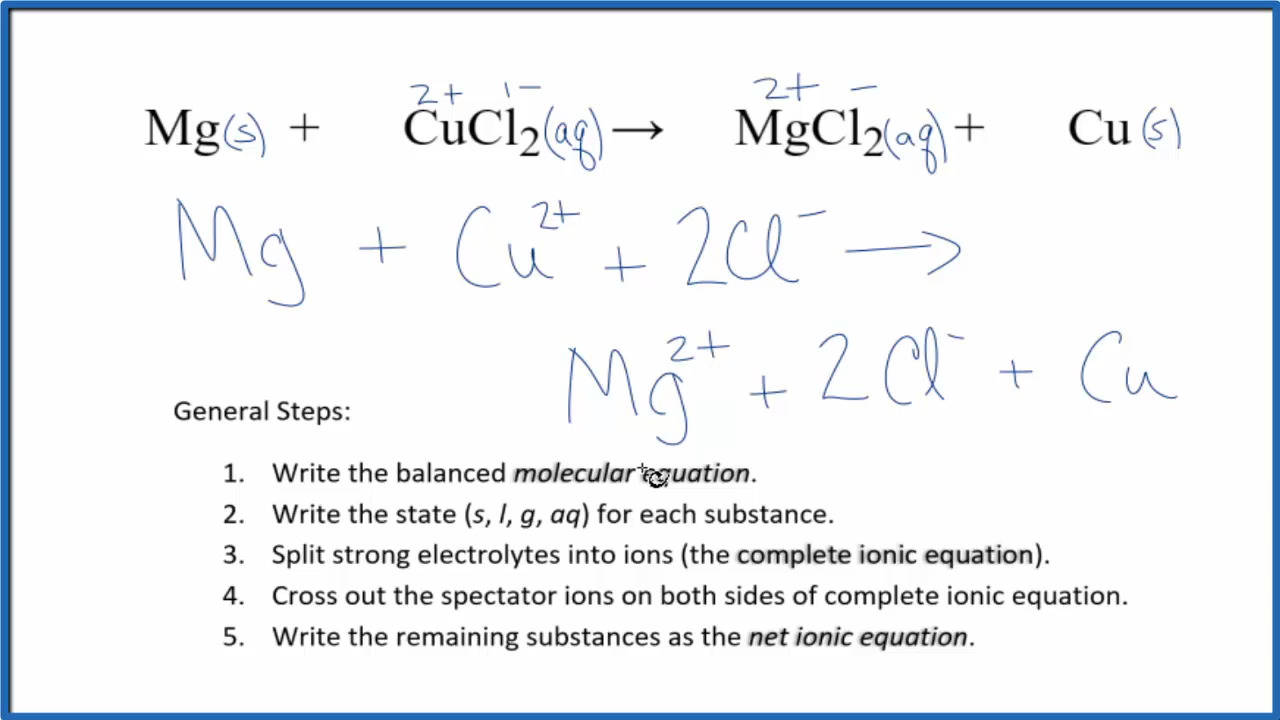 2+ 1− 2+ −
Mg(s) + CuCl₂(aq) → MgCl₂(aq) + Cu(s)
Mg + Cu²⁺ + 2Cl⁻ →
Mg²⁺ + 2Cl⁻ + Cu
General Steps:
1. Write the balanced molecular equation.
2. Write the state (s, l, g, aq) for each substance.
3. Split strong electrolytes into ions (the complete ionic equation).
4. Cross out the spectator ions on both sides of complete ionic equation.
5. Write the remaining substances as the net ionic equation.